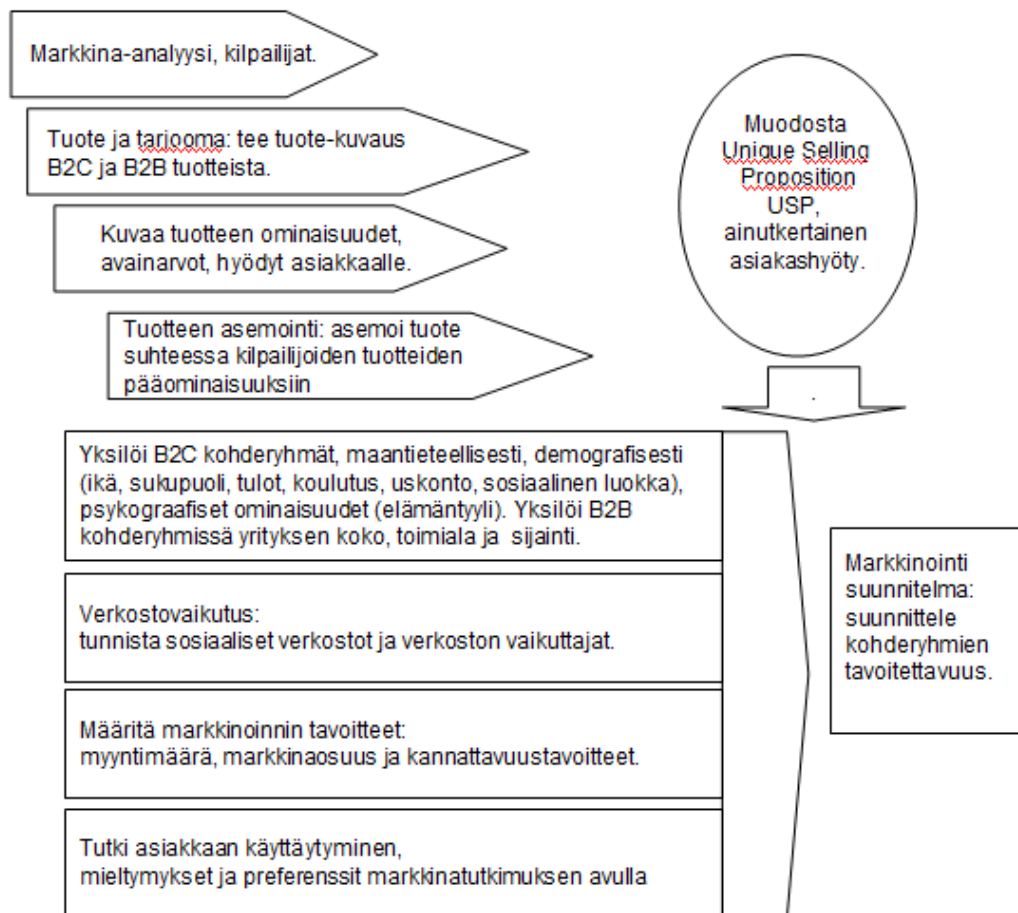 Markkina-analyysi, kilpailijat.
Tuote ja tarjooma: tee tuote-kuvaus
B2C ja B2B tuotteista.
Kuvaa tuotteen ominaisuudet,
avainarvot, hyödyt asiakkaalle.
Tuotteen asemointi: asemoi tuote
suhteessa kilpailijoiden tuotteiden
pääominaisuuksiin
Muodosta
Unique Selling
Proposition
USP,
ainutkertainen
asiakashyöty.
.
Yksilöi B2C kohderyhmät, maantieteellisesti, demografisesti
(ikä, sukupuoli, tulot, koulutus, uskonto, sosiaalinen luokka),
psykograafiset ominaisuudet (elämäntyyli). Yksilöi B2B
kohderyhmissä yrityksen koko, toimiala ja sijainti.
Verkostovaikutus:
tunnista sosiaaliset verkostot ja verkoston vaikuttajat.
Määritä markkinoinnin tavoitteet:
myyntimäärä, markkinaosuus ja kannattavuustavoitteet.
Tutki asiakkaan käyttäytyminen,
mieltymykset ja preferenssit markkinatutkimuksen avulla
Markkinointi
suunnitelma:
suunnittele
kohderyhmien
tavoitettavuus.